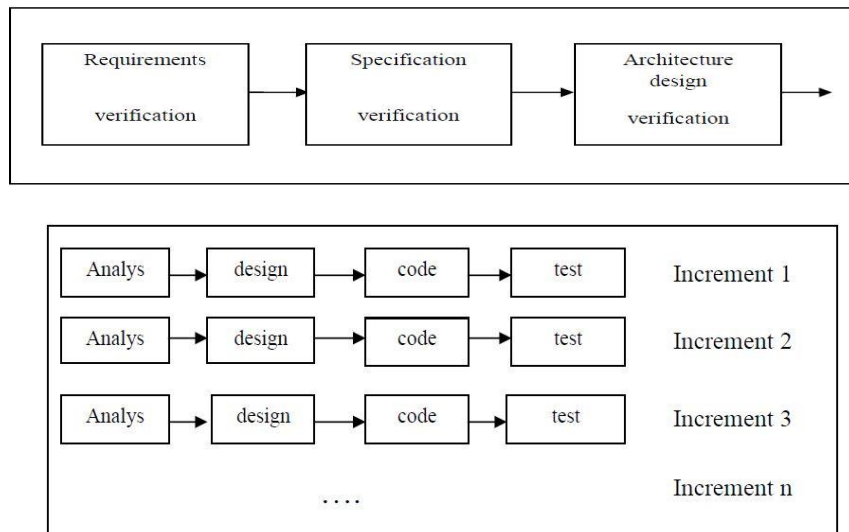 Requirements
verification
Specification
verification
Architecture
design
verification
Analys
design
code
test
Increment 1
Analys
design
code
test
Increment 2
Analys
design
code
test
Increment 3
....
Increment n